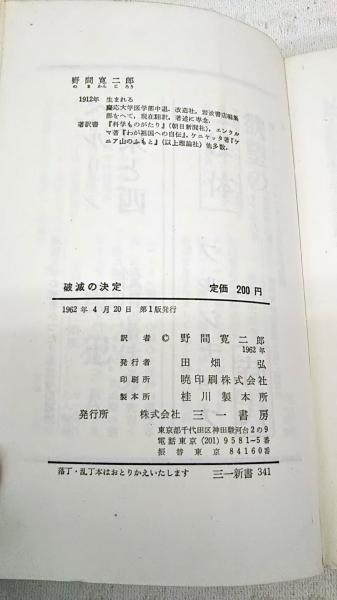 野間寛二郎
のまかんじろう
1912年 生まれる
慶応大学医学部中退。改造社、岩波書店編集
部をへて、現在翻訳、著述に専念。
著訳書 『科学ものがたり』(朝日新聞社)、エンクル
マ著『わが祖国への自伝』、ケニヤッタ著『ケ
ニア山のふもと』(以上理論社)他多数。
破滅の決定 定価 200円
1962年 4月20日 第1版発行
訳者 © 野間寛二郎
1962年
発行者 田畑弘
印刷所 暁印刷株式会社
製本所 桂川製本所
発行所 株式会社 三一書房
東京都千代田区神田駿河台2の9
電話東京(201)9581-5番
振替東京 84160番
落丁・乱丁本はおとりかえいたします 三一新書 341